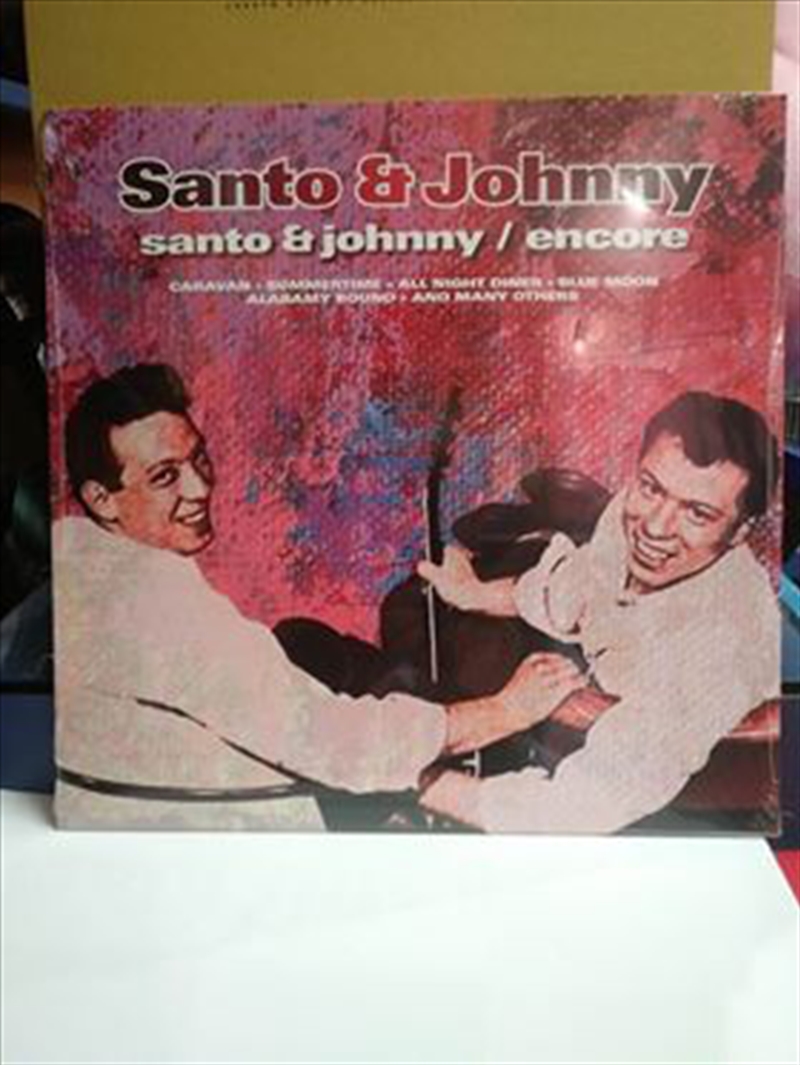 Santo & Johnny
santo & johnny / encore
CARAVAN • SUMMERTIME • ALL NIGHT DINER • BLUE MOON
ALABAMY BOUND • AND MANY OTHERS